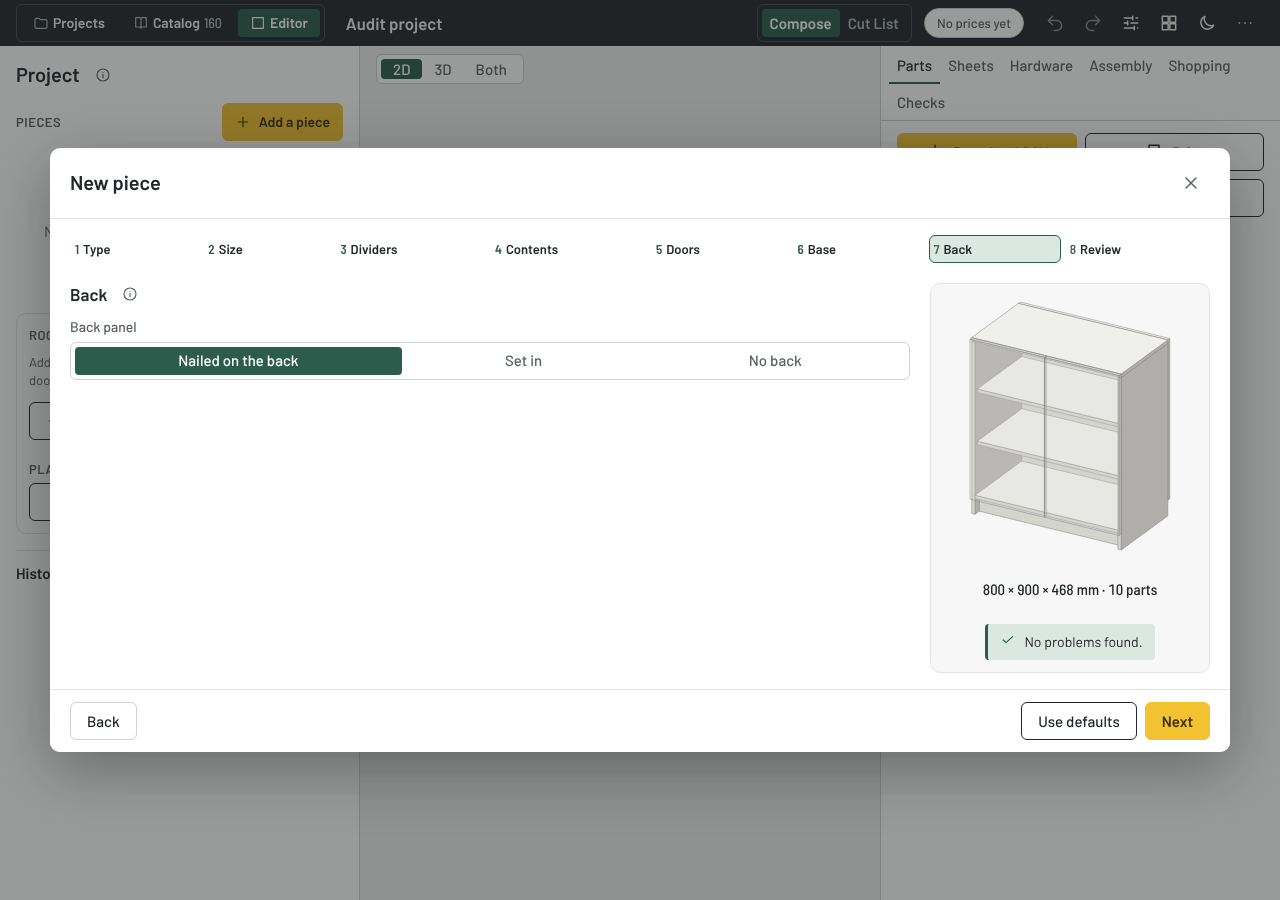 Projects
Catalog 160
Editor
Audit project
Compose
Cut List
No prices yet
Project
PIECES
Add a piece
2D
3D
Both
Parts
Sheets
Hardware
Assembly
Shopping
Checks
New piece
1 Type
2 Size
3 Dividers
4 Contents
5 Doors
6 Base
7 Back
8 Review
Back
Back panel
Nailed on the back
Set in
No back
800 × 900 × 468 mm · 10 parts
No problems found.
Back
Use defaults
Next